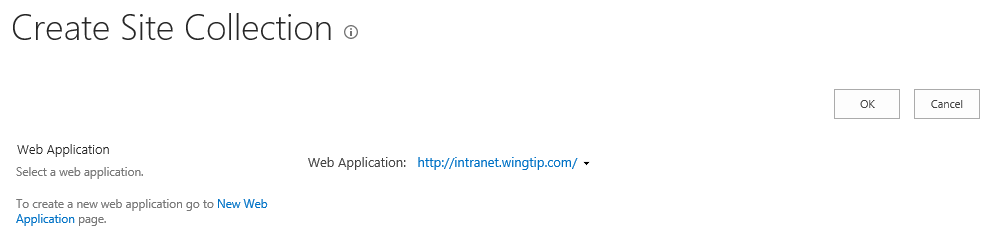 Create Site Collection
OK
Cancel
Web Application
Select a web application.
Web Application: http://intranet.wingtip.com/
To create a new web application go to New Web
Application page.